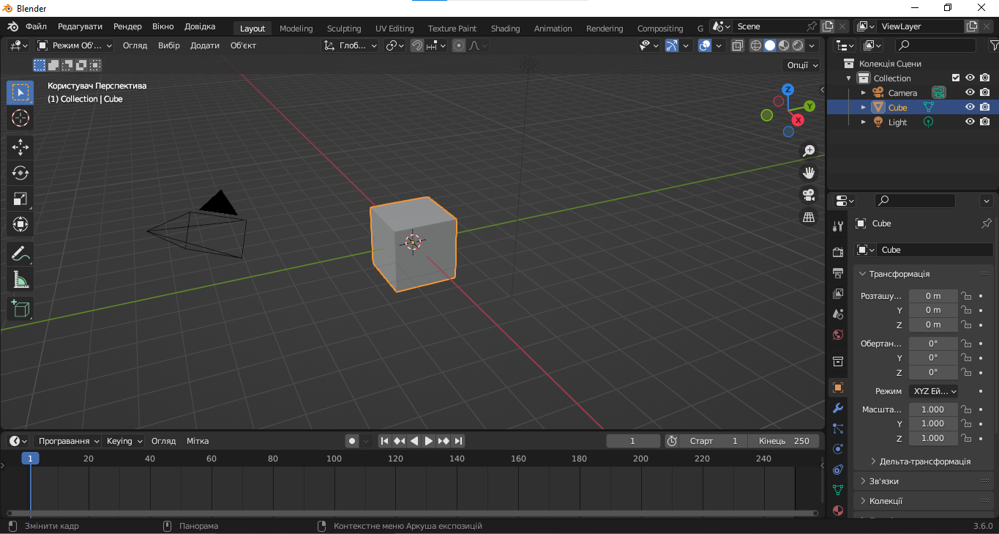 Blender
Файл Редагувати Рендер Вікно Довідка Layout Modeling Sculpting UV Editing Texture Paint Shading Animation Rendering Compositing G Scene ViewLayer
Режим Об'... Огляд Вибір Додати Об'єкт Глоб...
Опції
Користувач Перспектива
(1) Collection | Cube
Z
Y
X
Колекція Сцени
Collection
Camera
Cube
Light
Cube
Cube
Трансформація
Розташу... 0 m
Y 0 m
Z 0 m
Обертан... 0°
Y 0°
Z 0°
Режим XYZ Ей...
Масшта... 1.000
Y 1.000
Z 1.000
Дельта-трансформація
Зв'язки
Колекції
Програвання Keying Огляд Мітка 1 Старт 1 Кінець 250
1 20 40 60 80 100 120 140 160 180 200 220 240
Змінити кадр Панорама Контекстне меню Аркуша експозицій 3.6.0